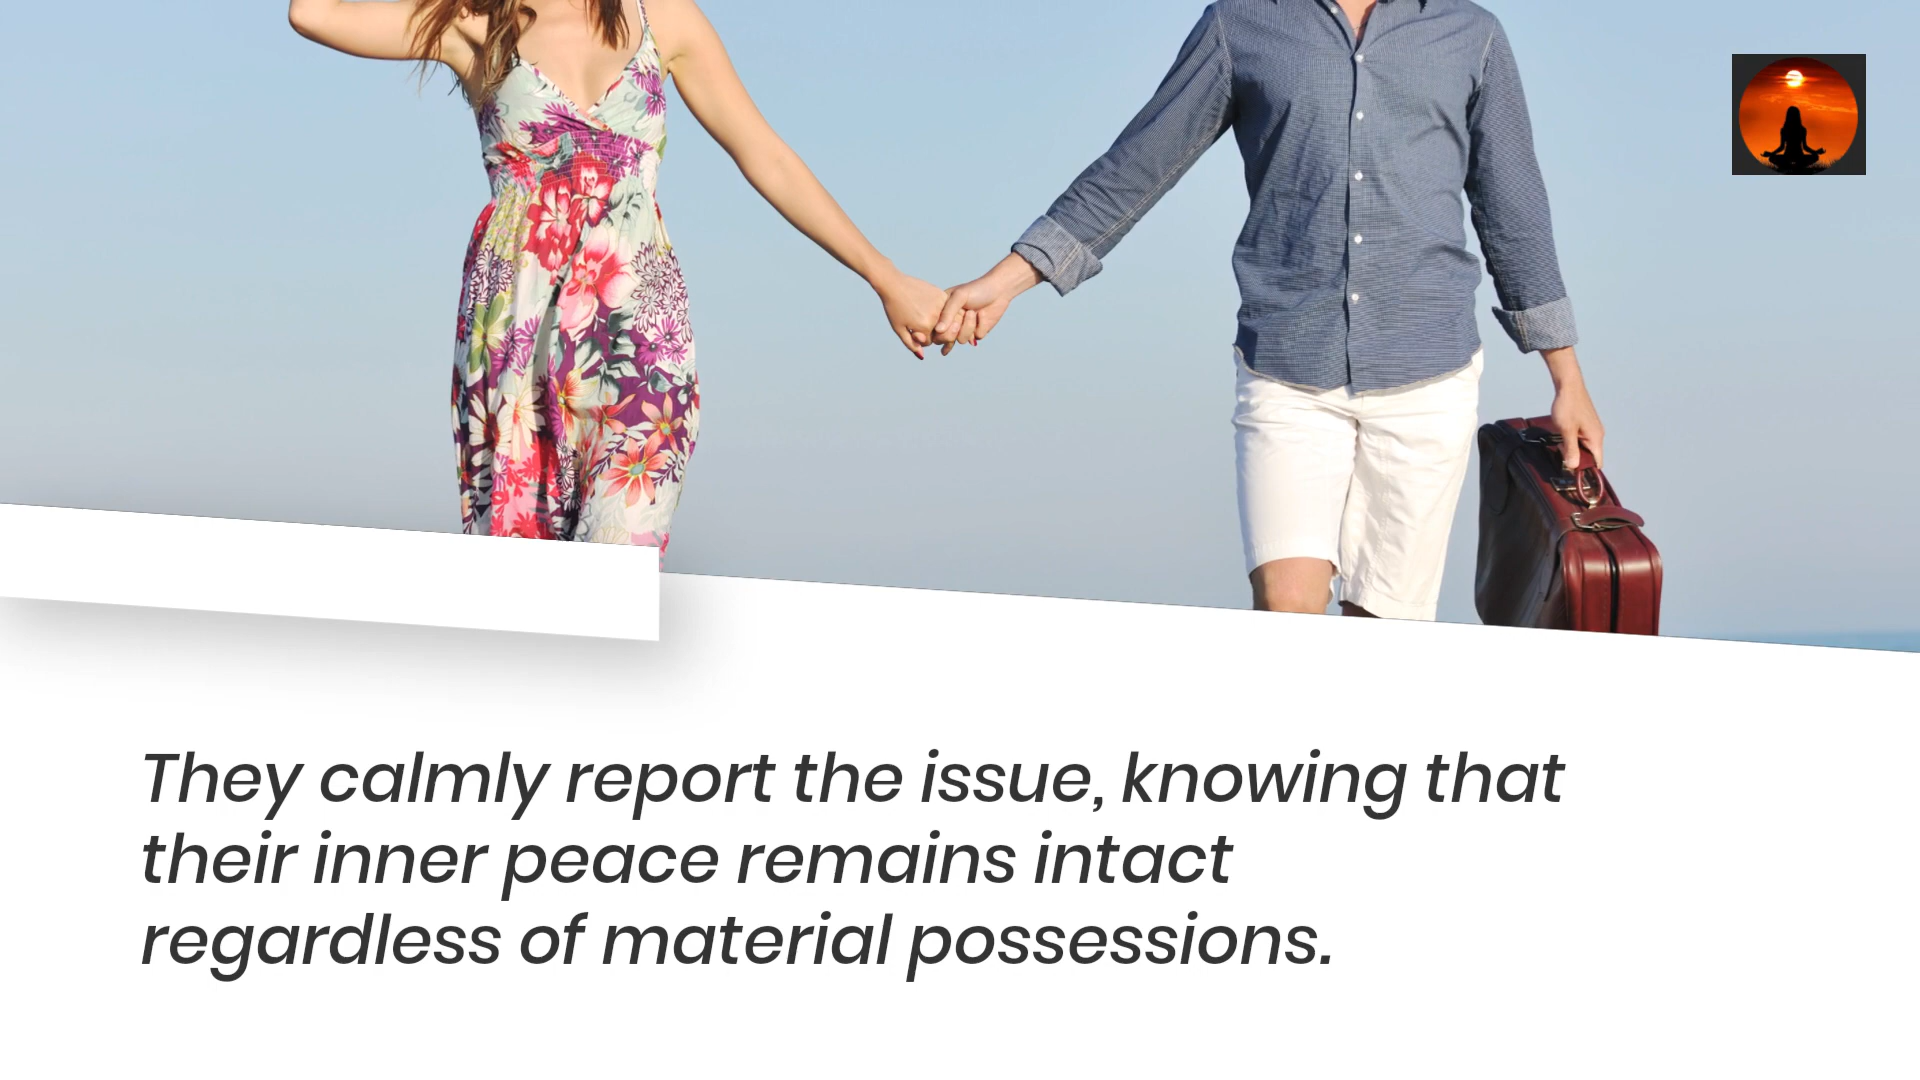 They calmly report the issue, knowing that
their inner peace remains intact
regardless of material possessions.